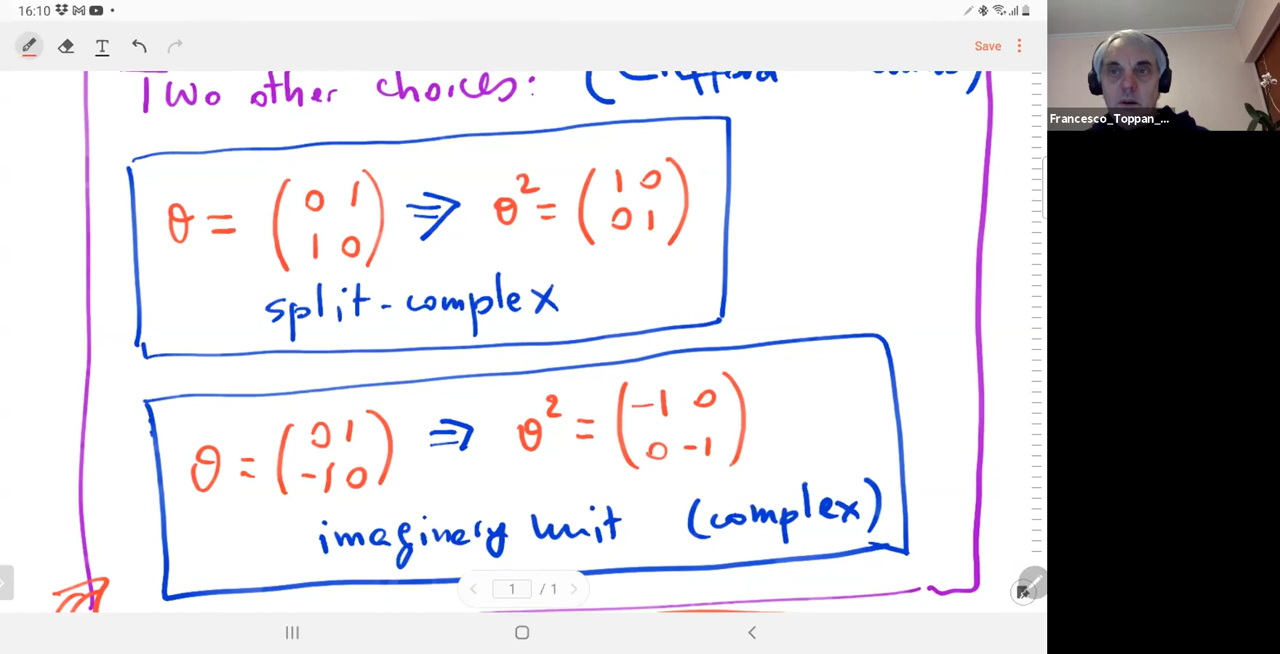 16:10
Save
Two other choices: (Clifford
θ = (0 1
1 0) ⇒ θ² = (1 0
0 1)
split-complex
θ = (0 1
-1 0) ⇒ θ² = (-1 0
0 -1)
imaginary unit (complex)
1 / 1
Francesco_Toppan_...